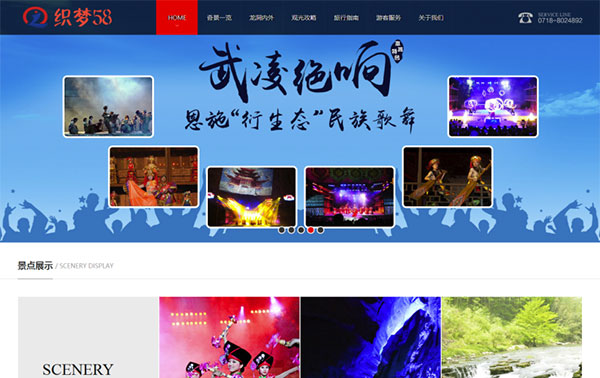 织梦58
HOME
奇景一览
龙洞内外
观光攻略
旅行指南
游客服务
关于我们
SERVICE LINE
0718-8024892
武凌绝响
恩施“衍生态”民族歌舞
景点展示 / SCENERY DISPLAY
SCENERY